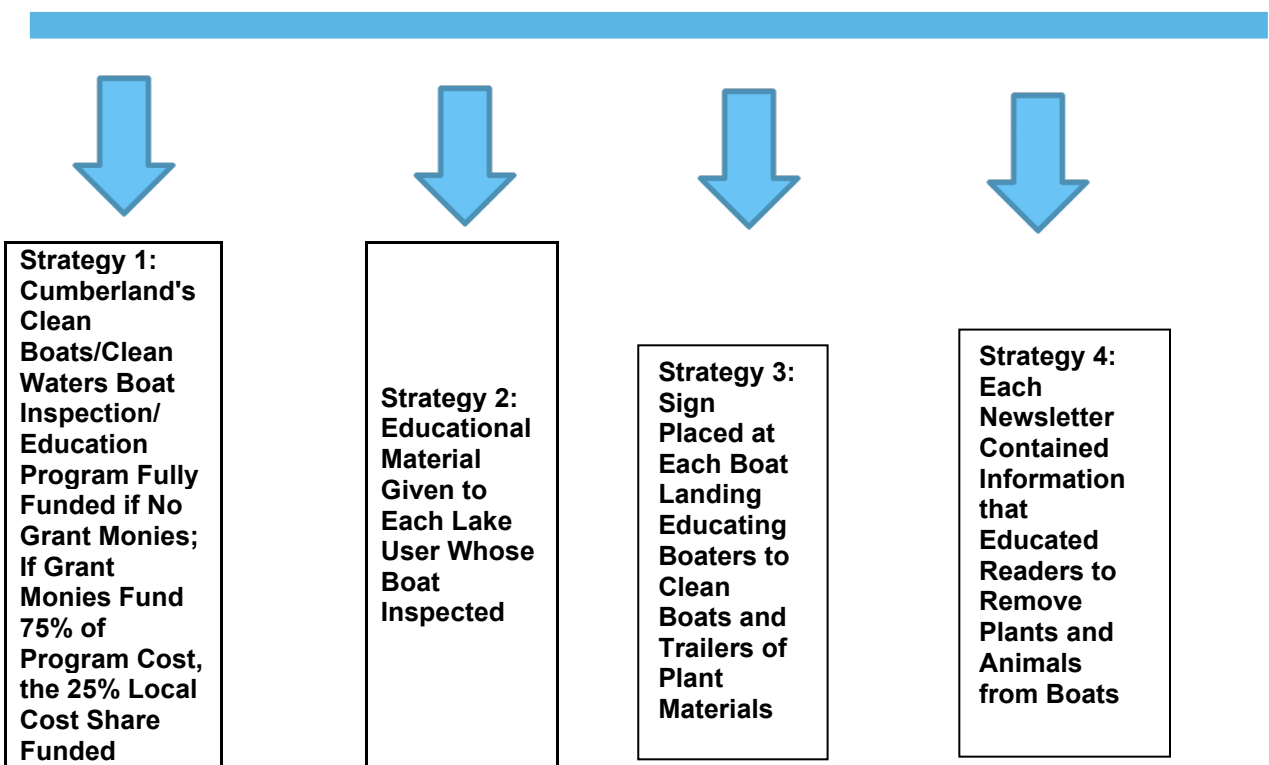 Strategy 1:
Cumberland's
Clean
Boats/Clean
Waters Boat
Inspection/
Education
Program Fully
Funded if No
Grant Monies;
If Grant
Monies Fund
75% of
Program Cost,
the 25% Local
Cost Share
Funded
Strategy 2:
Educational
Material
Given to
Each Lake
User Whose
Boat
Inspected
Strategy 3:
Sign
Placed at
Each Boat
Landing
Educating
Boaters to
Clean
Boats and
Trailers of
Plant
Materials
Strategy 4:
Each
Newsletter
Contained
Information
that
Educated
Readers to
Remove
Plants and
Animals
from Boats